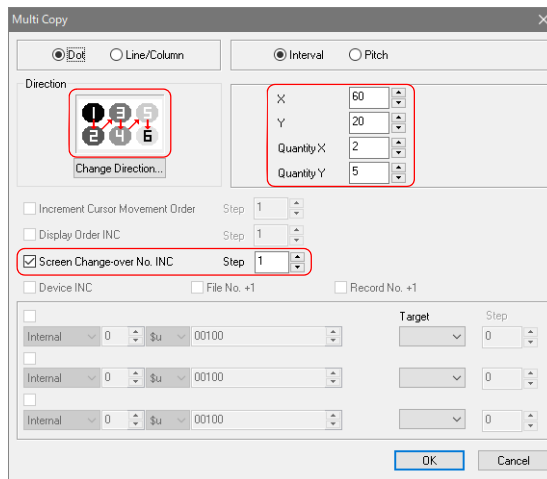 Multi Copy
Dot Line/Column Interval Pitch
Direction
1 3 5
2 4 6
Change Direction...
X 60
Y 20
Quantity X 2
Quantity Y 5
Increment Cursor Movement Order Step 1
Display Order INC Step 1
Screen Change-over No. INC Step 1
Device INC File No. +1 Record No. +1
Target Step
Internal 0 $u 00100 0
Internal 0 $u 00100 0
Internal 0 $u 00100 0
OK Cancel